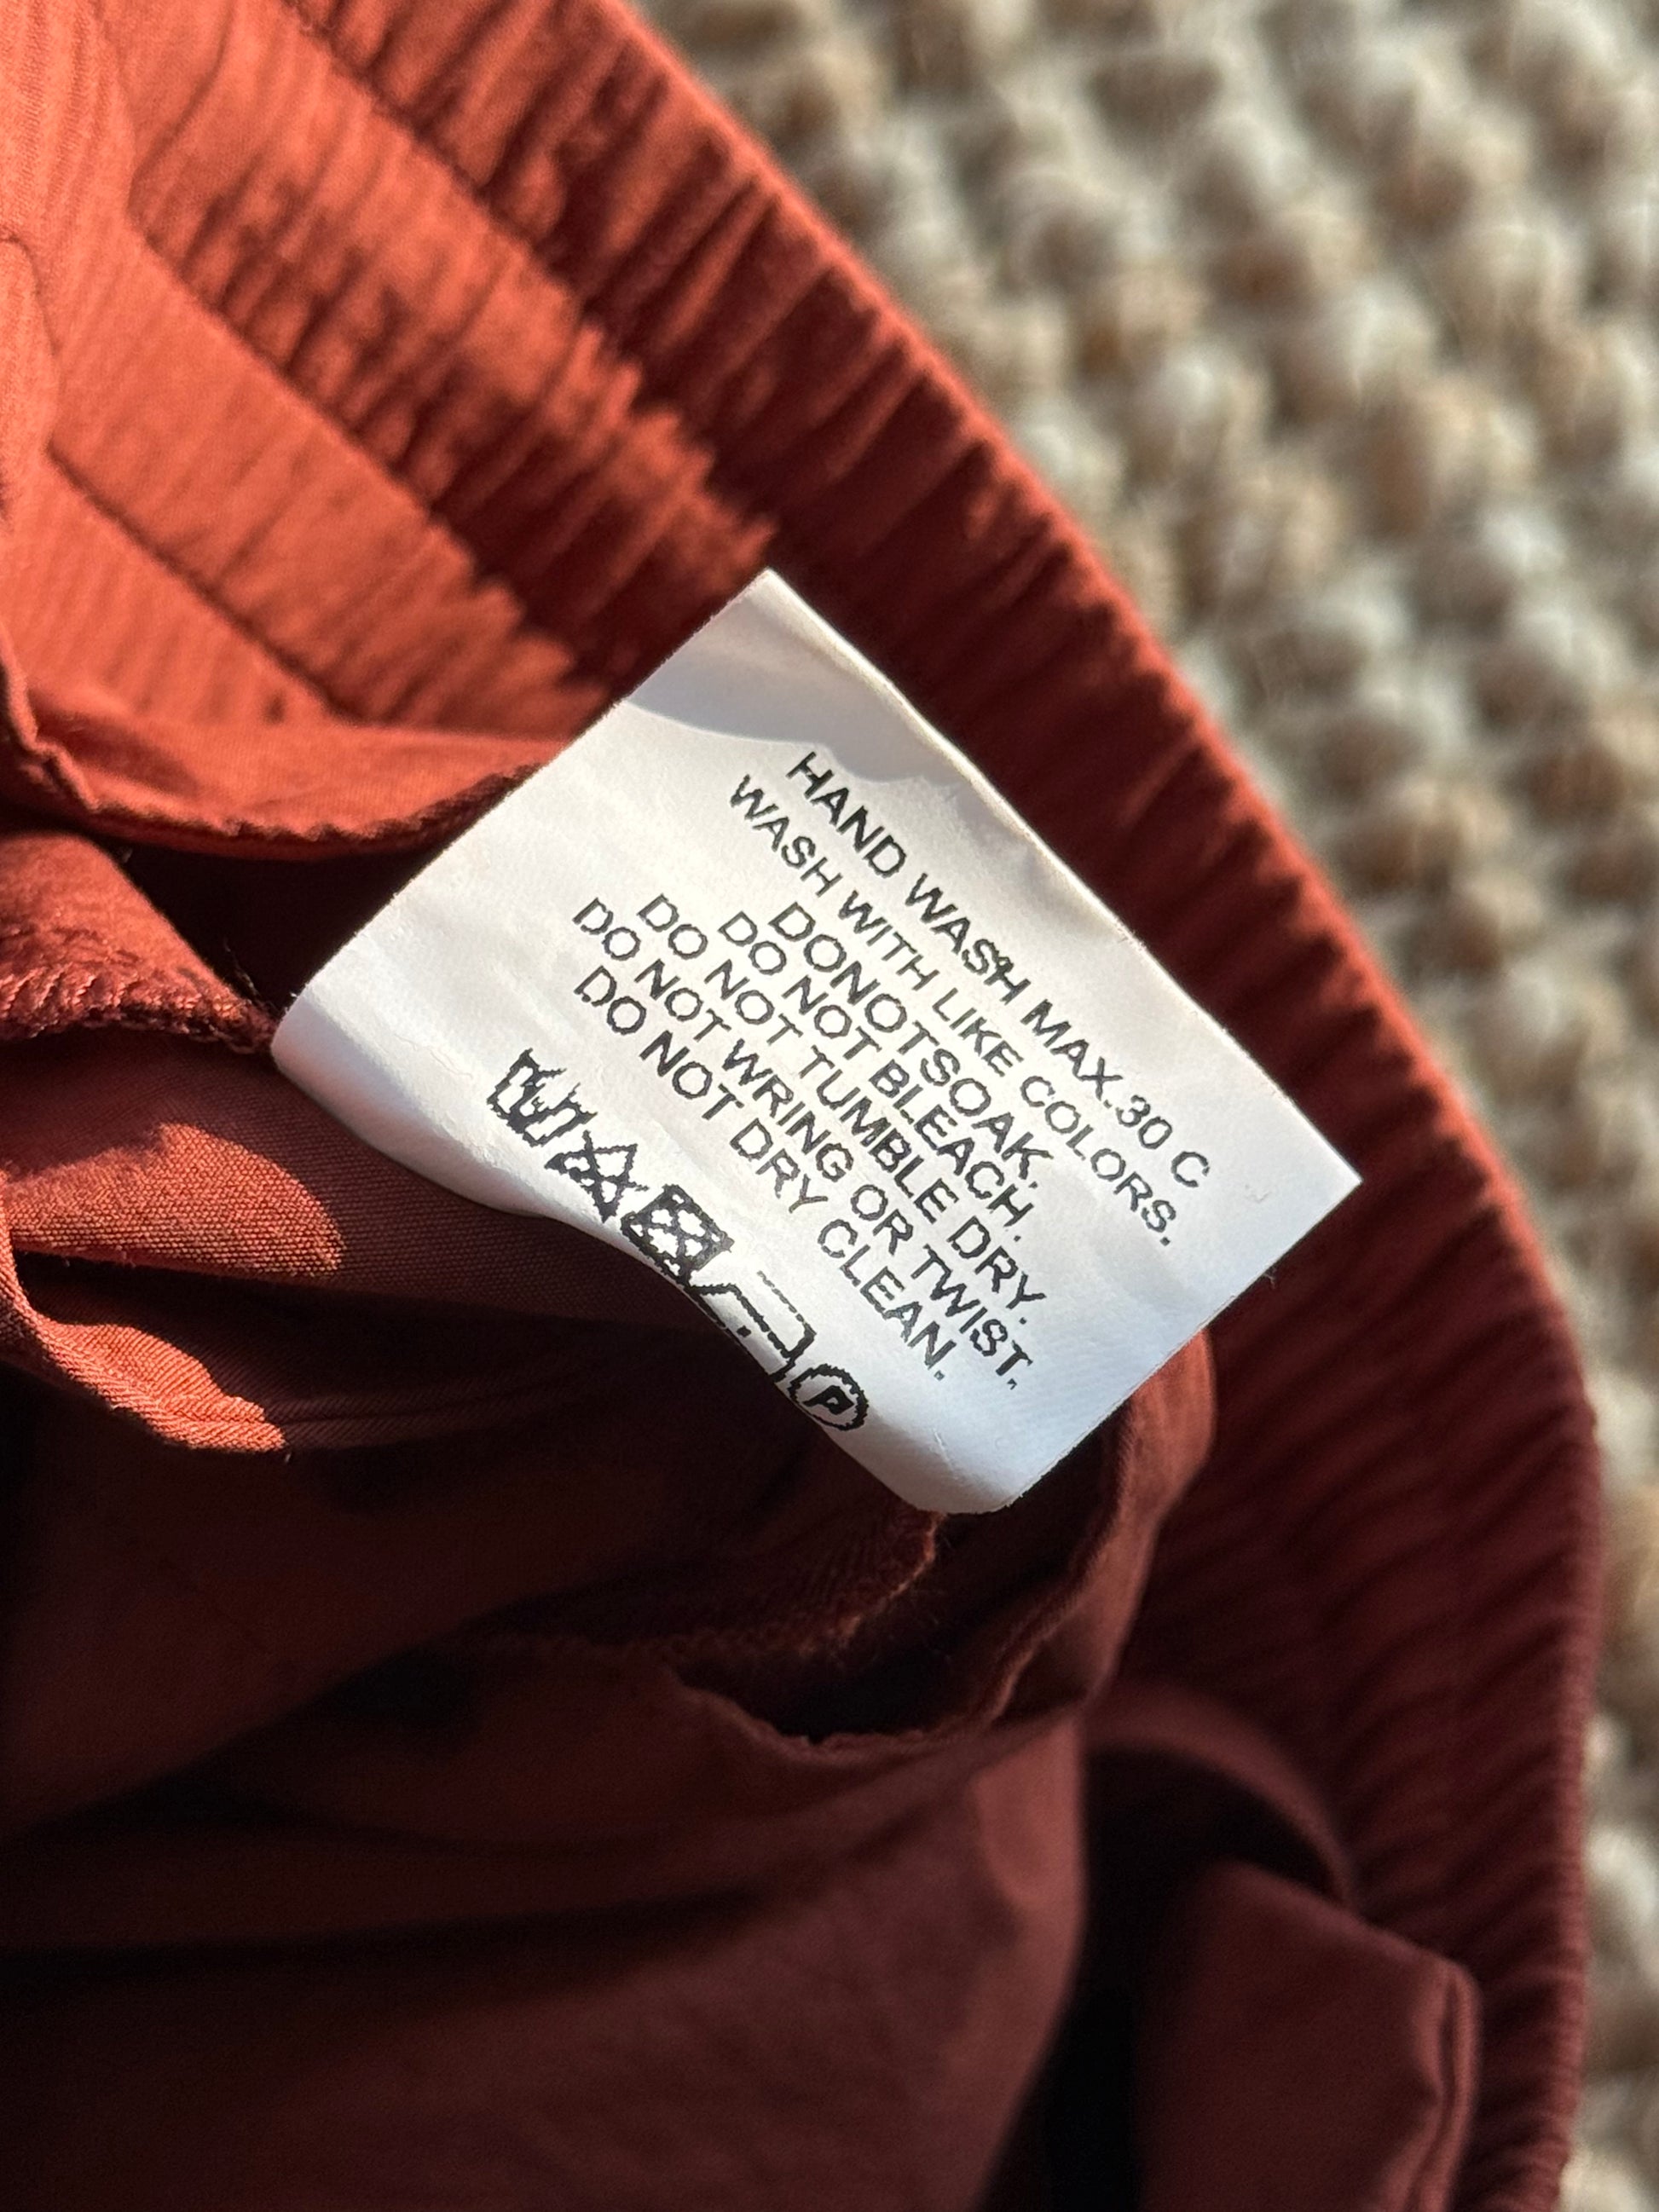 HAND WASH MAX.30 C
WASH WITH LIKE COLORS.
DONOTSOAK.
DO NOT BLEACH.
DO NOT TUMBLE DRY.
DO NOT WRING OR TWIST.
DO NOT DRY CLEAN.
P